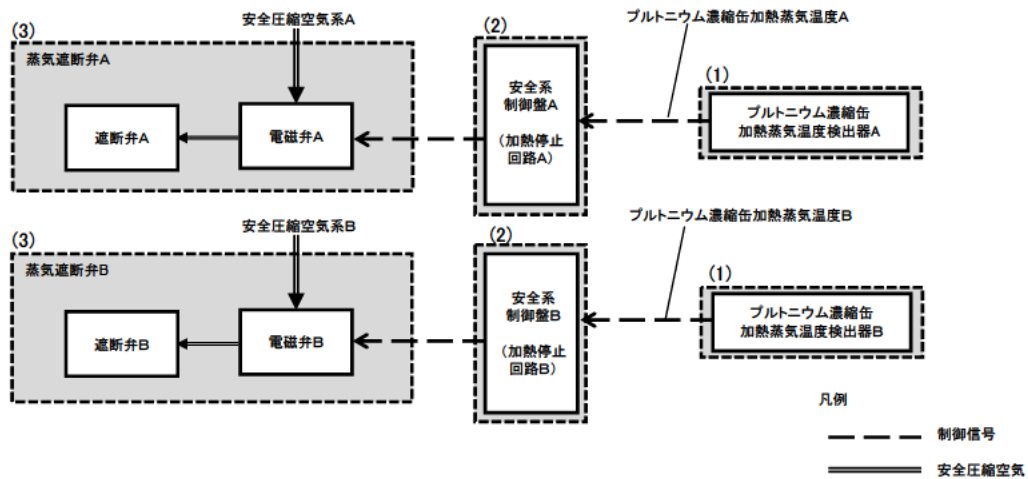 安全圧縮空気系A
プルトニウム濃縮缶加熱蒸気温度A
(3)
(2)
蒸気遮断弁A
(1)
遮断弁A
電磁弁A
安全系
制御盤A
(加熱停止
回路A)
プルトニウム濃縮缶
加熱蒸気温度検出器A
安全圧縮空気系B
プルトニウム濃縮缶加熱蒸気温度B
(3)
(2)
蒸気遮断弁B
(1)
遮断弁B
電磁弁B
安全系
制御盤B
(加熱停止
回路B)
プルトニウム濃縮缶
加熱蒸気温度検出器B
凡例
制御信号
安全圧縮空気